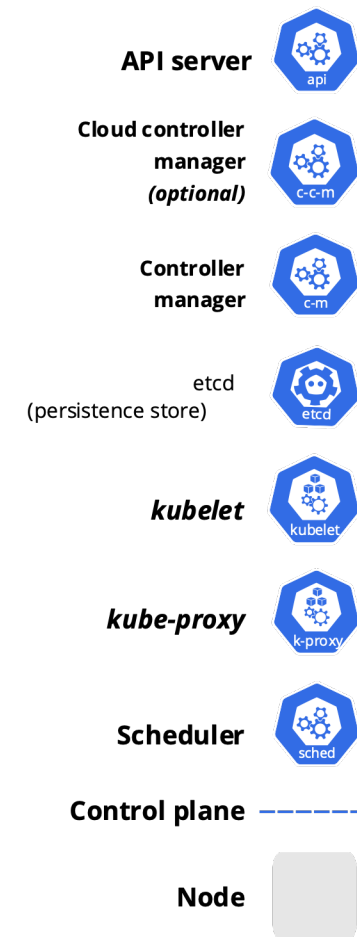 API server
api
Cloud controller
manager
(optional)
c-c-m
Controller
manager
c-m
etcd
(persistence store)
etcd
kubelet
kubelet
kube-proxy
k-proxy
Scheduler
sched
Control plane
Node